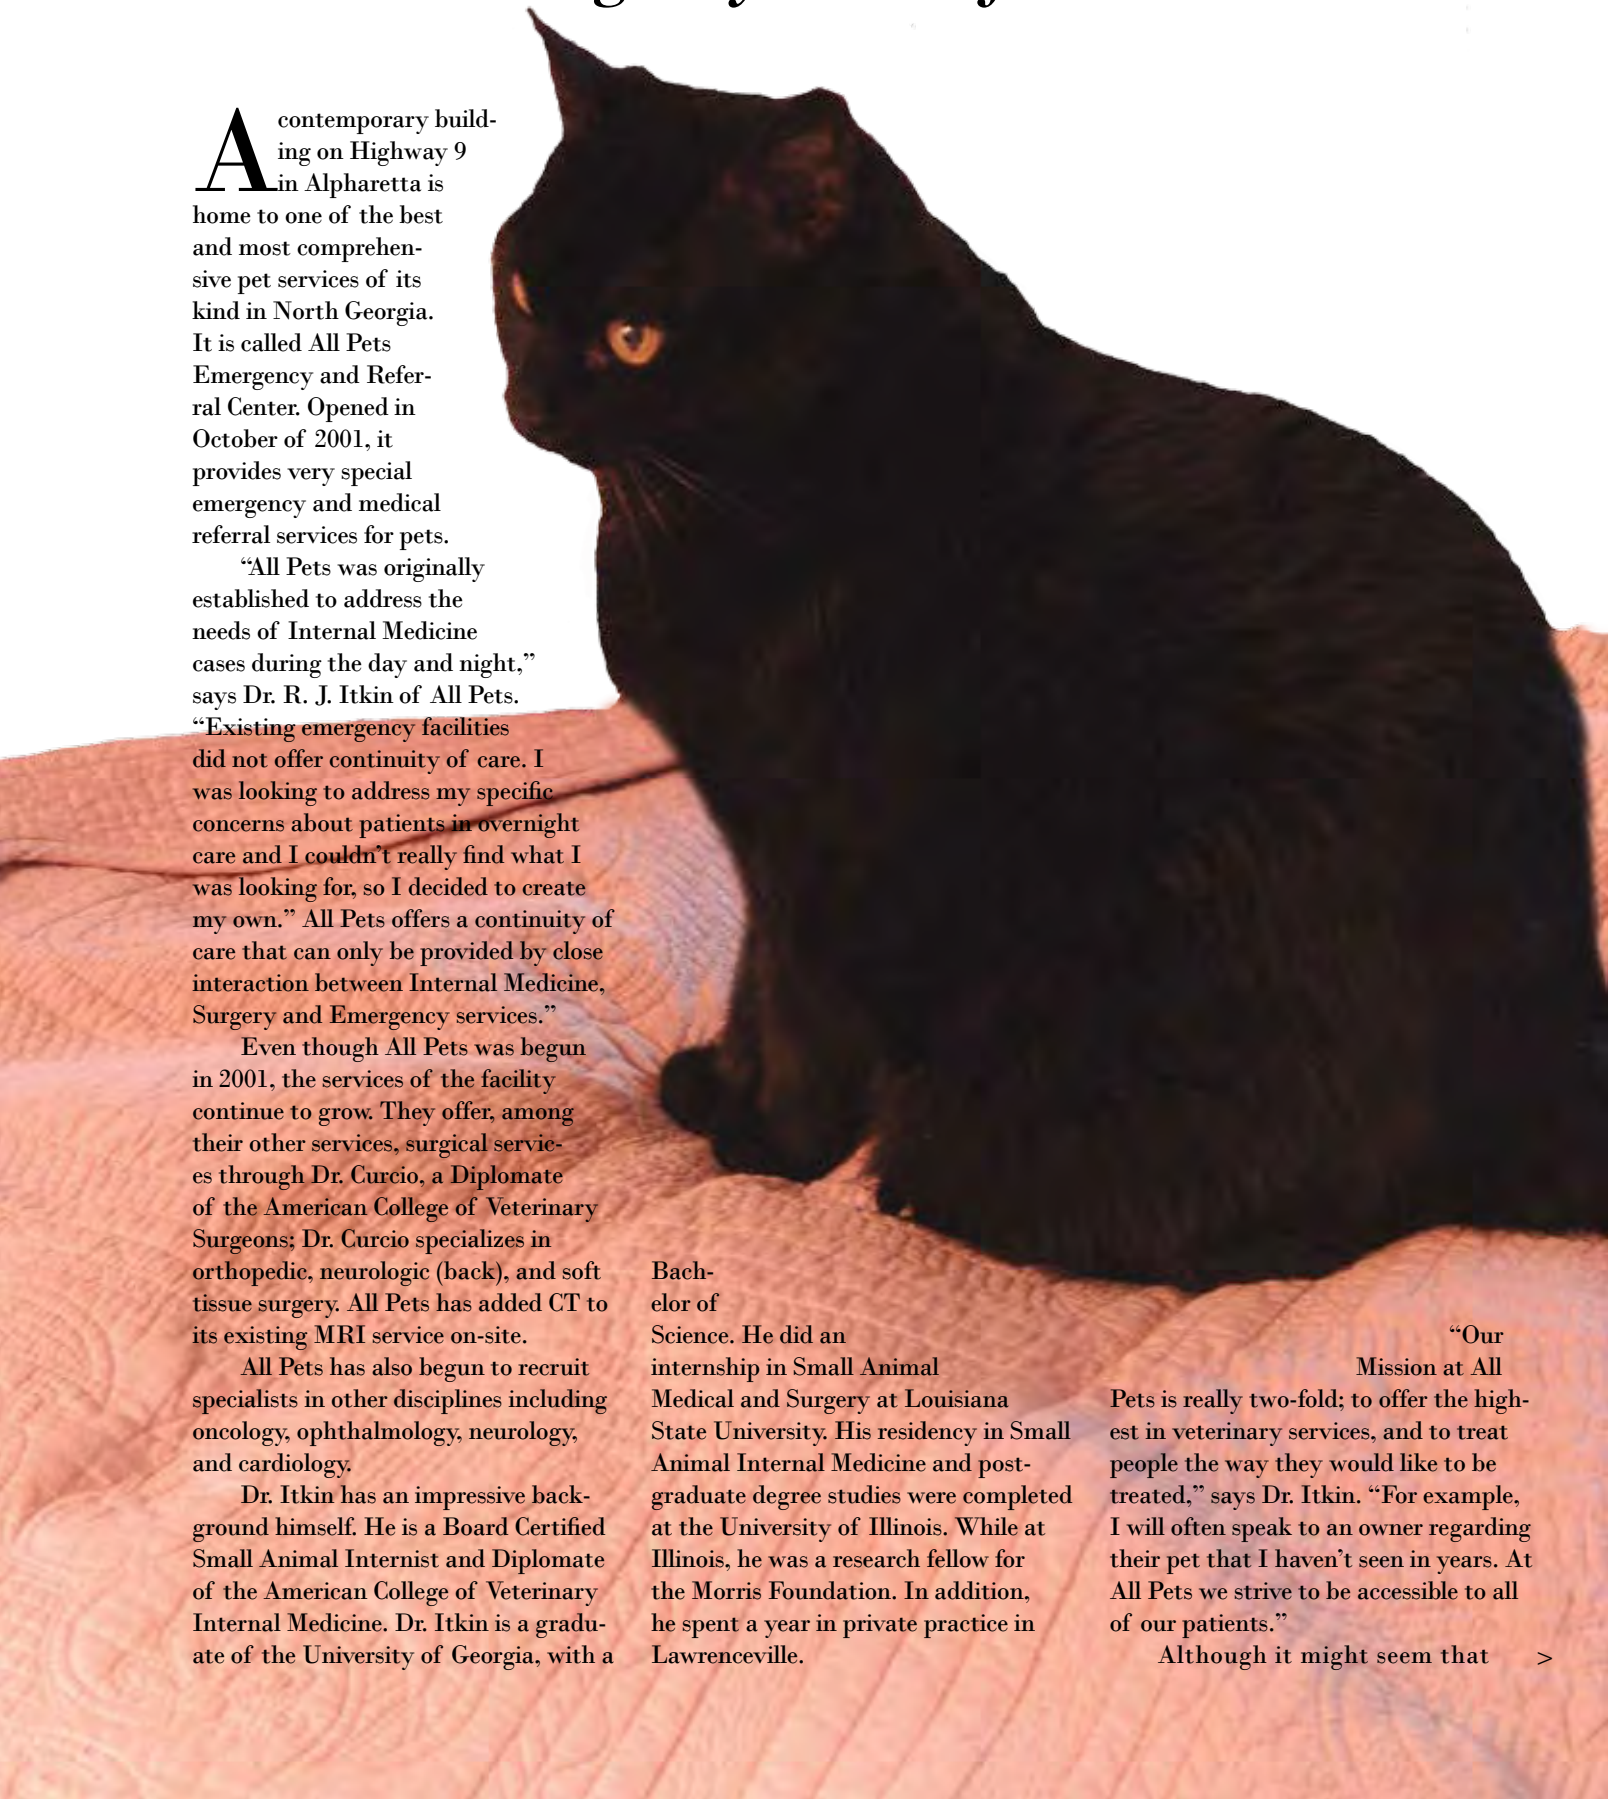 A contemporary build-
ing on Highway 9
in Alpharetta is
home to one of the best
and most comprehen-
sive pet services of its
kind in North Georgia.
It is called All Pets
Emergency and Refer-
ral Center. Opened in
October of 2001, it
provides very special
emergency and medical
referral services for pets.
“All Pets was originally
established to address the
needs of Internal Medicine
cases during the day and night,”
says Dr. R. J. Itkin of All Pets.
“Existing emergency facilities
did not offer continuity of care. I
was looking to address my specific
concerns about patients in overnight
care and I couldn’t really find what I
was looking for, so I decided to create
my own.” All Pets offers a continuity of
care that can only be provided by close
interaction between Internal Medicine,
Surgery and Emergency services.”
Even though All Pets was begun
in 2001, the services of the facility
continue to grow. They offer, among
their other services, surgical servic-
es through Dr. Curcio, a Diplomate
of the American College of Veterinary
Surgeons; Dr. Curcio specializes in
orthopedic, neurologic (back), and soft
tissue surgery. All Pets has added CT to
its existing MRI service on-site.
All Pets has also begun to recruit
specialists in other disciplines including
oncology, ophthalmology, neurology,
and cardiology.
Dr. Itkin has an impressive back-
ground himself. He is a Board Certified
Small Animal Internist and Diplomate
of the American College of Veterinary
Internal Medicine. Dr. Itkin is a gradu-
ate of the University of Georgia, with a
Bach-
elor of
Science. He did an
internship in Small Animal
Medical and Surgery at Louisiana
State University. His residency in Small
Animal Internal Medicine and post-
graduate degree studies were completed
at the University of Illinois. While at
Illinois, he was a research fellow for
the Morris Foundation. In addition,
he spent a year in private practice in
Lawrenceville.
“Our
Mission at All
Pets is really two-fold; to offer the high-
est in veterinary services, and to treat
people the way they would like to be
treated,” says Dr. Itkin. “For example,
I will often speak to an owner regarding
their pet that I haven’t seen in years. At
All Pets we strive to be accessible to all
of our patients.”
Although it might seem that >